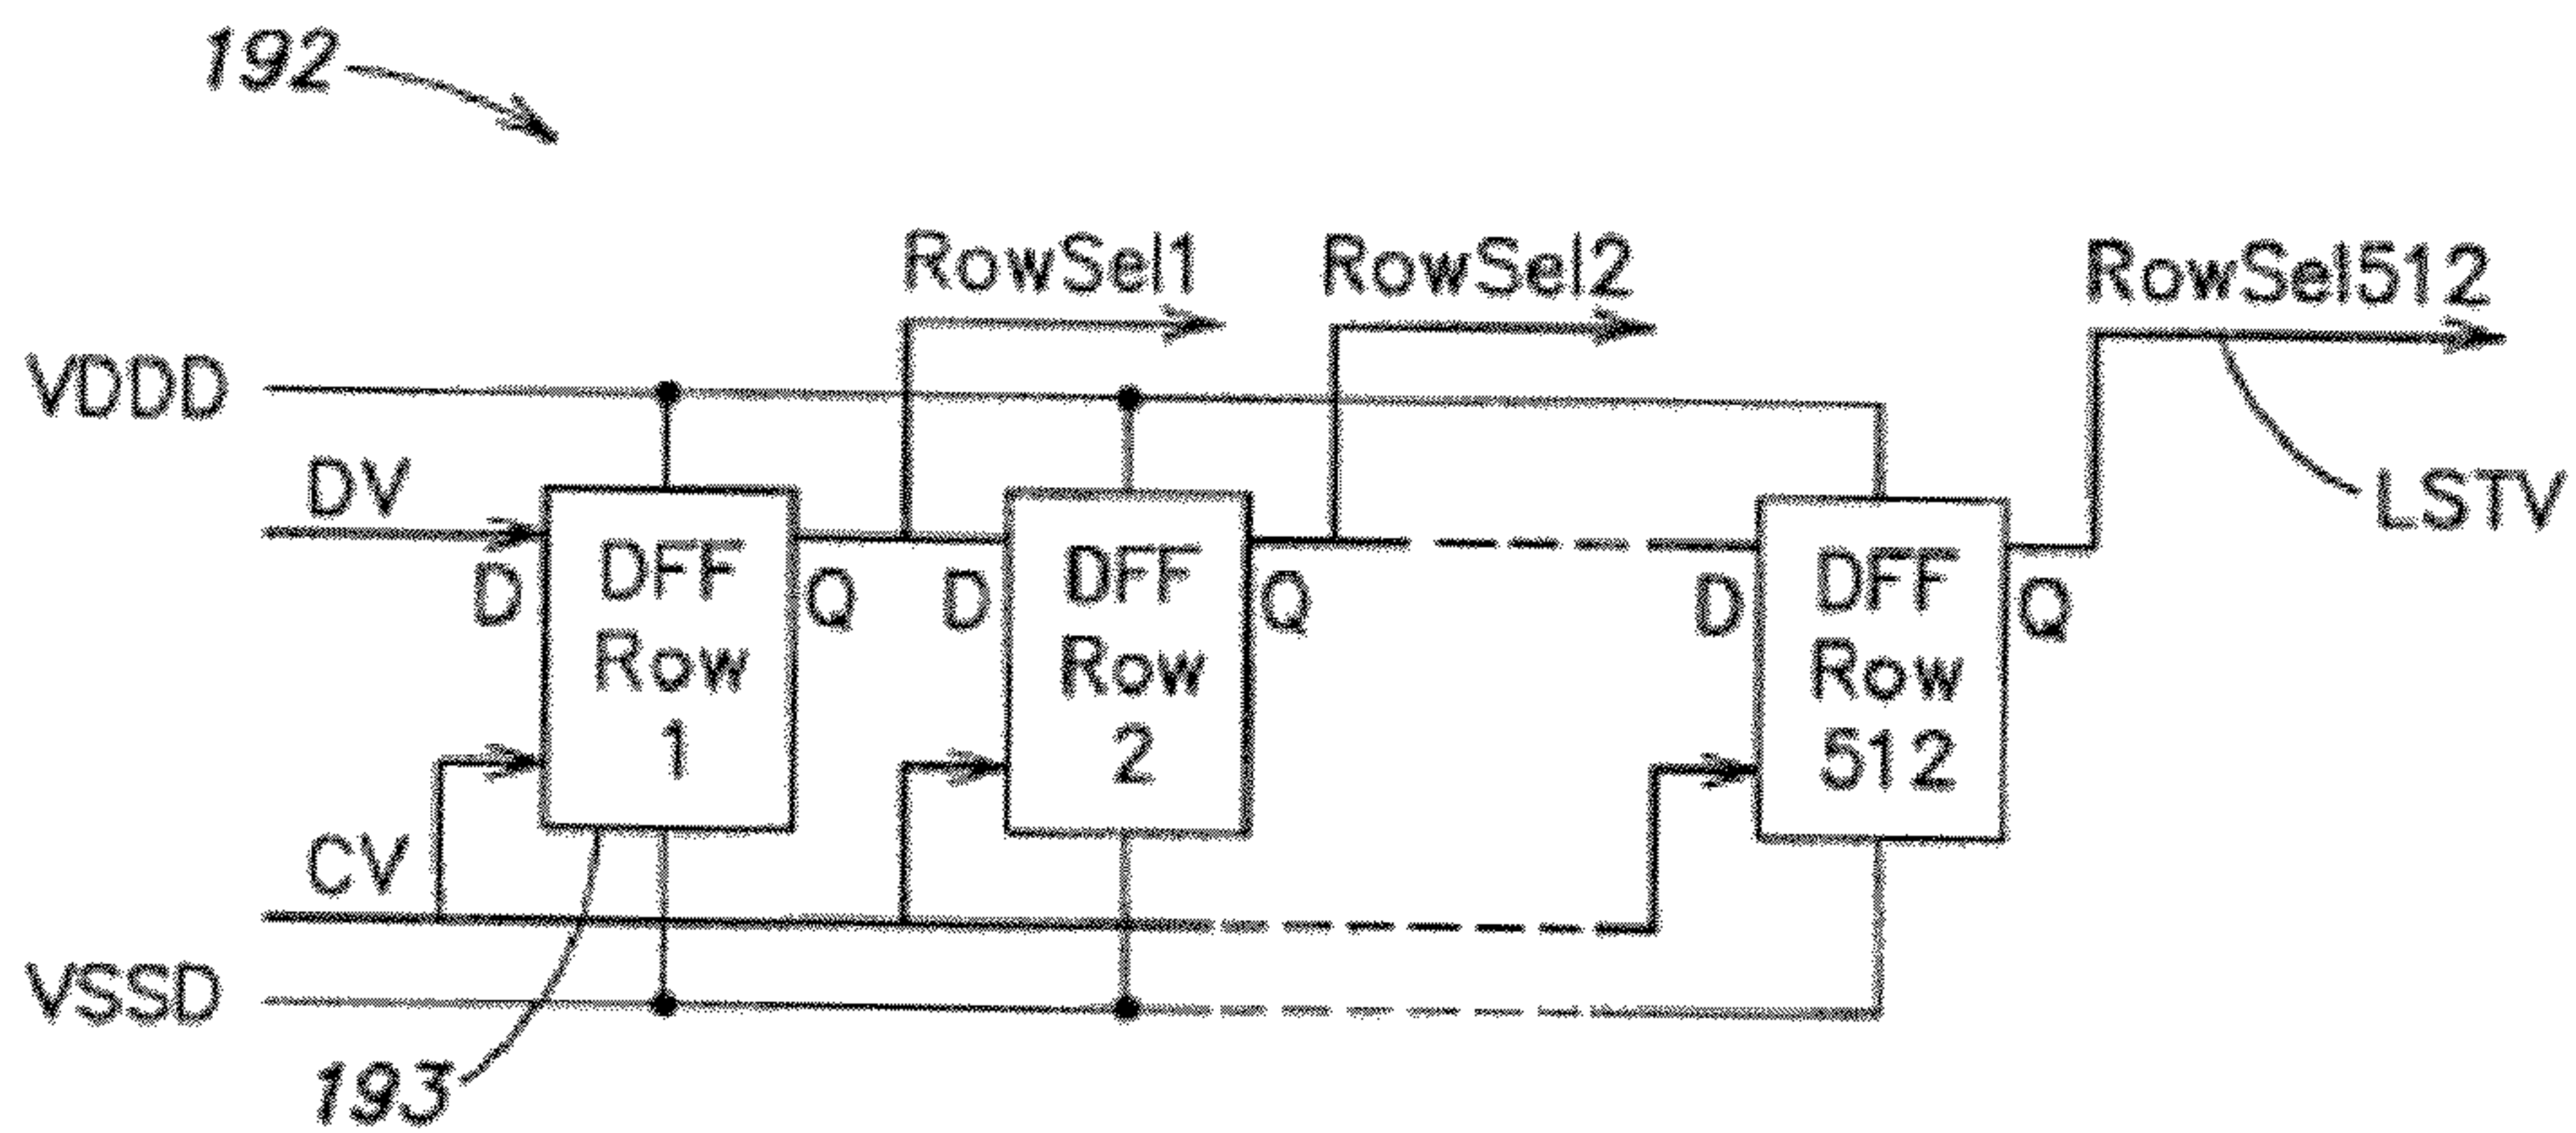 192
RowSel1
RowSel2
RowSel512
VDDD
DV
LSTV
D
DFF
Row
1
Q
D
DFF
Row
2
Q
D
DFF
Row
512
Q
CV
VSSD
193